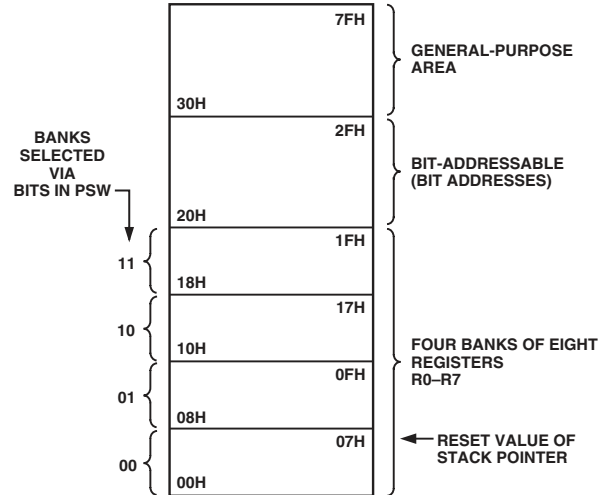 7FH
GENERAL-PURPOSE
AREA
30H
BANKS
SELECTED
VIA
BITS IN PSW
2FH
BIT-ADDRESSABLE
(BIT ADDRESSES)
20H
11
1FH
18H
10
17H
10H
FOUR BANKS OF EIGHT
REGISTERS
R0–R7
01
0FH
08H
00
07H
00H
RESET VALUE OF
STACK POINTER